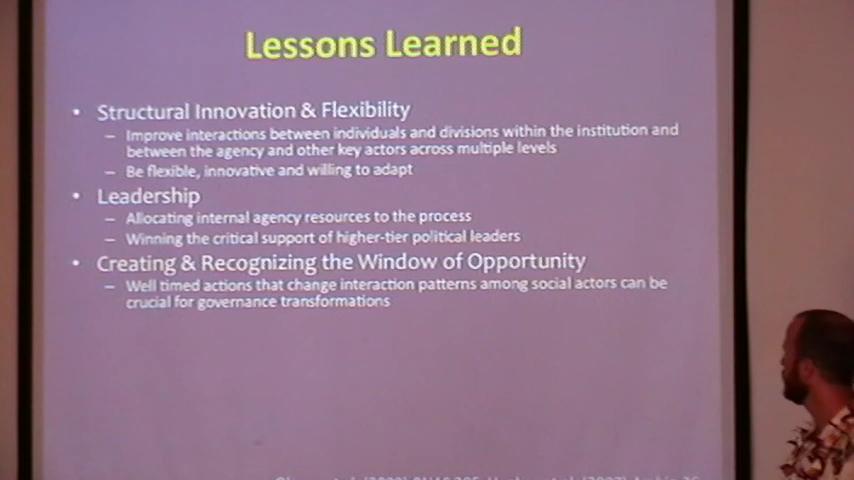 Lessons Learned
• Structural Innovation & Flexibility
– Improve interactions between individuals and divisions within the institution and
between the agency and other key actors across multiple levels
– Be flexible, innovative and willing to adapt
• Leadership
– Allocating internal agency resources to the process
– Winning the critical support of higher-tier political leaders
• Creating & Recognizing the Window of Opportunity
– Well timed actions that change interaction patterns among social actors can be
crucial for governance transformations